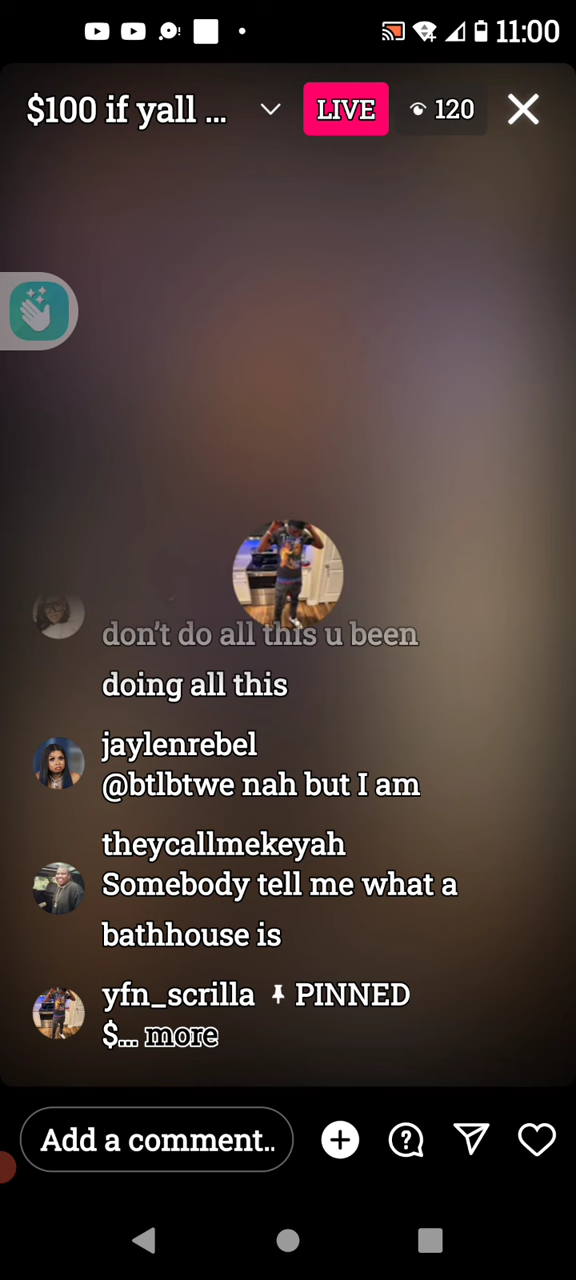 11:00
$100 if yall ...
LIVE
120
don't do all this u been
doing all this
jaylenrebel
@btlbtwe nah but I am
theycallmekeyah
Somebody tell me what a
bathhouse is
yfn_scrilla PINNED
$... more
Add a comment..